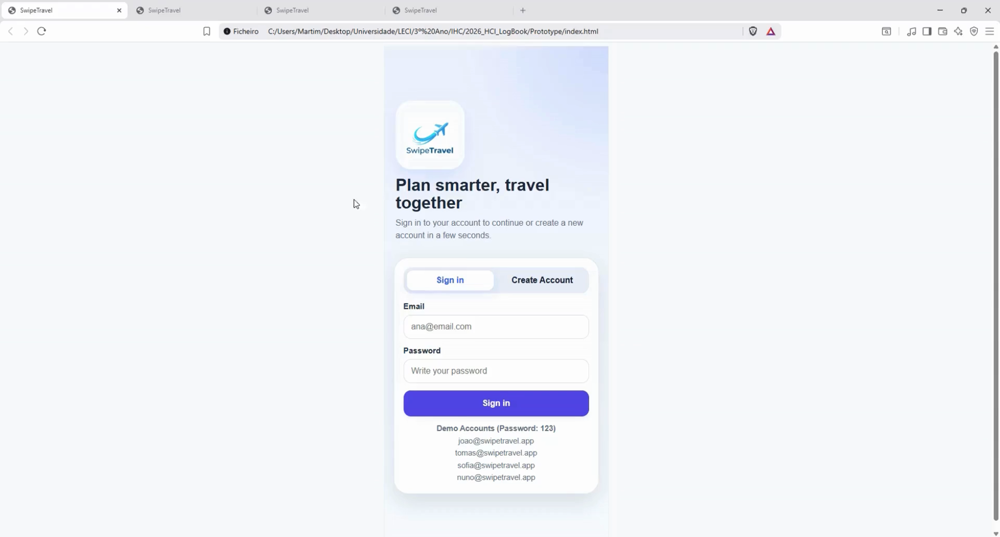 SwipeTravel
SwipeTravel
SwipeTravel
SwipeTravel
Ficheiro C:/Users/Martim/Desktop/Universidade/LECI/3º%20Ano/IHC/2026_HCI_LogBook/Prototype/index.html
SwipeTravel
Plan smarter, travel
together
Sign in to your account to continue or create a new
account in a few seconds.
Sign in Create Account
Email
ana@email.com
Password
Write your password
Sign in
Demo Accounts (Password: 123)
joao@swipetravel.app
tomas@swipetravel.app
sofia@swipetravel.app
nuno@swipetravel.app